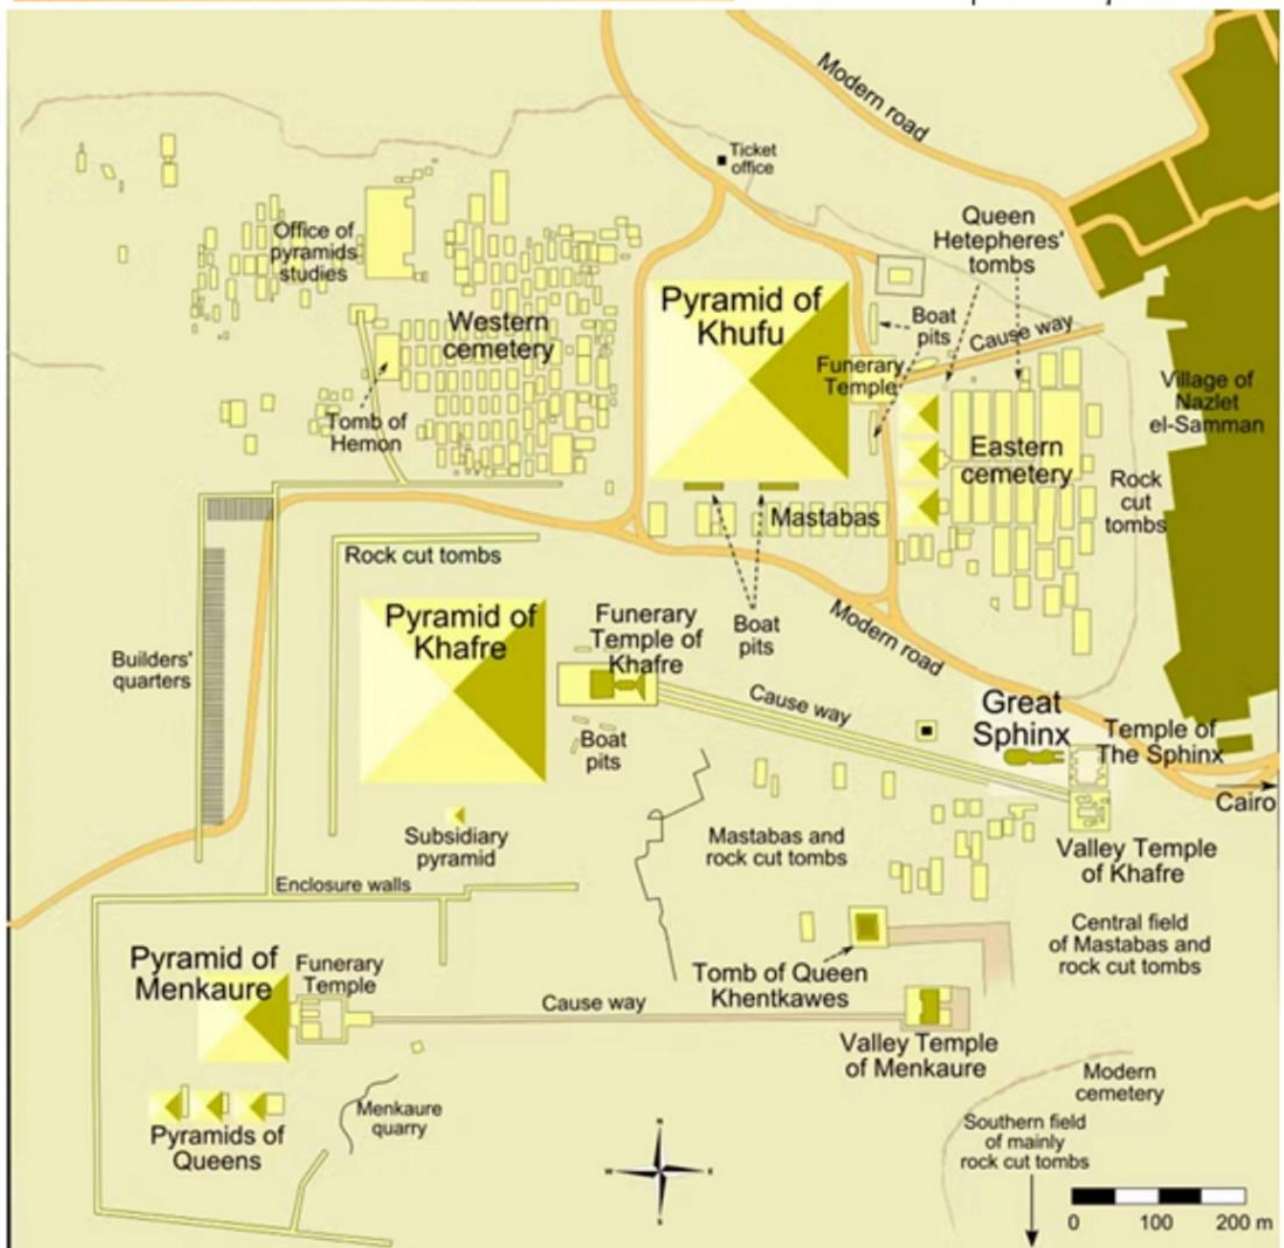 Modern road
Ticket
office
Queen
Hetepheres'
tombs
Office of
pyramids
studies
Pyramid of
Khufu
Boat
pits
Cause way
Western
cemetery
Funerary
Temple
Village of
Nazlet
el-Samman
Tomb of
Hemon
Eastern
cemetery
Rock
cut
tombs
Mastabas
Rock cut tombs
Pyramid of
Khafre
Funerary
Temple of
Khafre
Boat
pits
Modern road
Builders'
quarters
Cause way
Great
Sphinx
Temple of
The Sphinx
Boat
pits
Cairo
Subsidiary
pyramid
Mastabas and
rock cut tombs
Valley Temple
of Khafre
Enclosure walls
Central field
of Mastabas and
rock cut tombs
Pyramid of
Menkaure
Funerary
Temple
Tomb of Queen
Khentkawes
Cause way
Valley Temple
of Menkaure
Modern
cemetery
Menkaure
quarry
Pyramids of
Queens
Southern field
of mainly
rock cut tombs
N
W
E
S
0 100 200 m